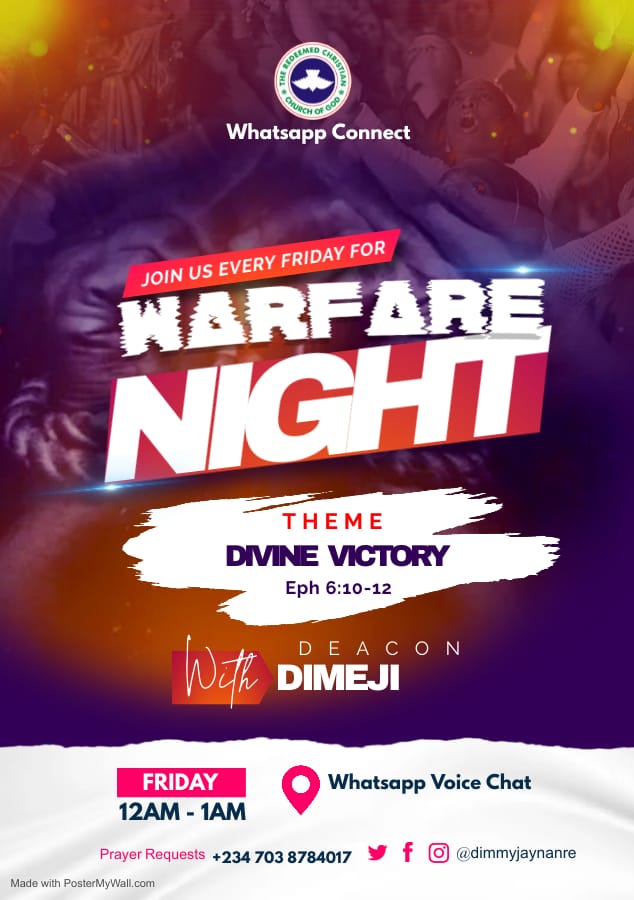 THE REDEEMED CHRISTIAN
CHURCH OF GOD
Whatsapp Connect
JOIN US EVERY FRIDAY FOR
WARFARE
NIGHT
THEME
DIVINE VICTORY
Eph 6:10-12
With
DEACON
DIMEJI
FRIDAY
12AM - 1AM
Whatsapp Voice Chat
Prayer Requests +234 703 8784017 @dimmyjaynanre
Made with PosterMyWall.com